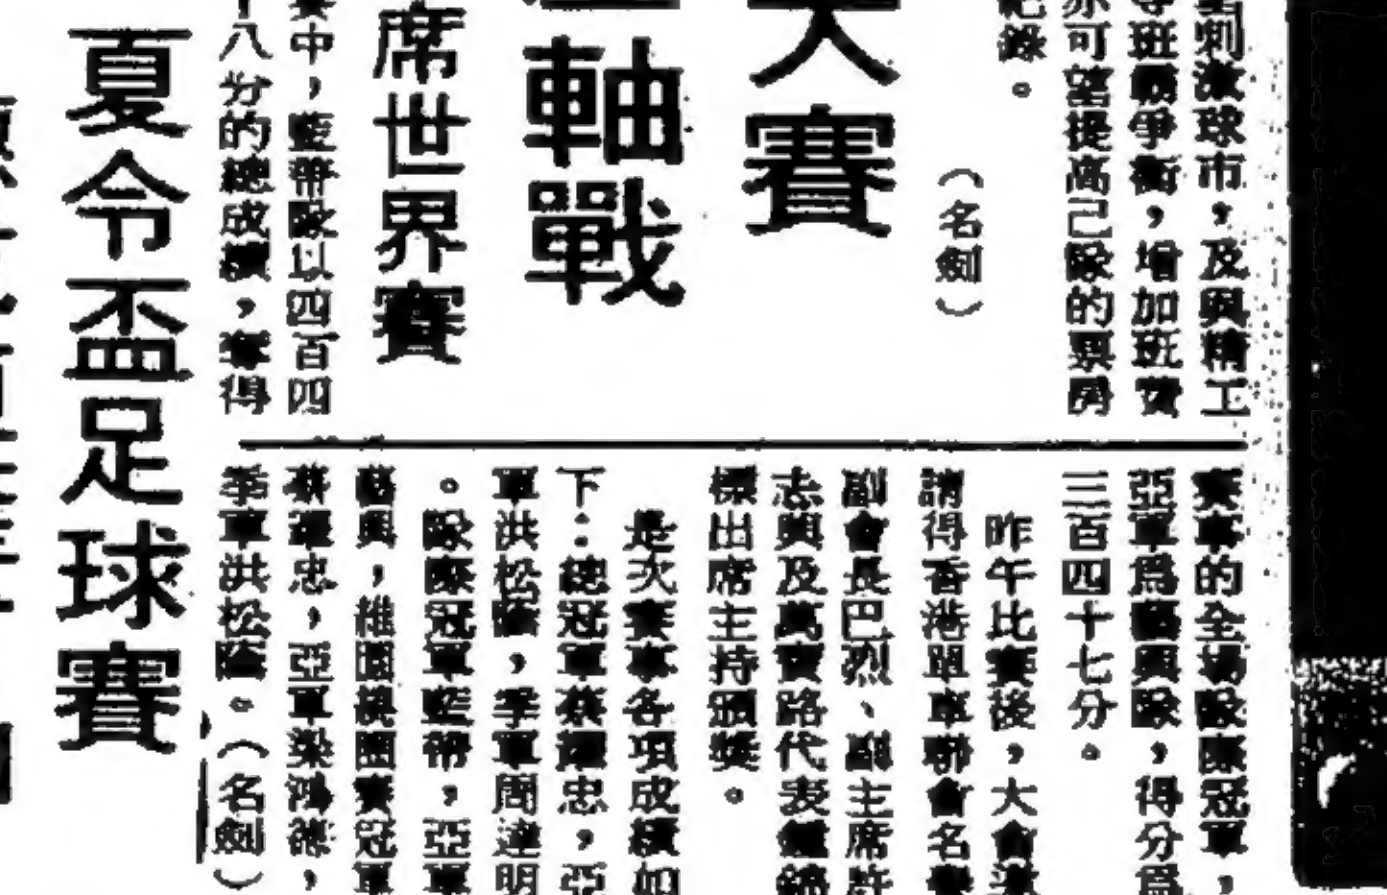 刺激球市，及與精工
班霸爭衡，增加班費
亦可望提高己隊的票房
紀錄。
（名劍）
大賽
軸戰
席世界賽
賽中，藍帶隊以四百四
十八分的總成績，奪得
夏令盃足球賽
賽事的全場隊際冠軍，
亞軍爲藝興隊，得分爲
三百四十七分。
昨午比賽後，大會邀
請得香港單車聯會名譽
副會長巴烈、副主席許
志興及萬寶路代表鍾錦
標出席主持頒獎。
是次賽事各項成績如
下：總冠軍蔡耀忠，亞
軍洪松蔭，季軍周達明
。隊際冠軍藍帶，亞軍
藝興，維園繞圈賽冠軍
蔡耀忠，亞軍梁鴻德，
季軍洪松蔭。（名劍）